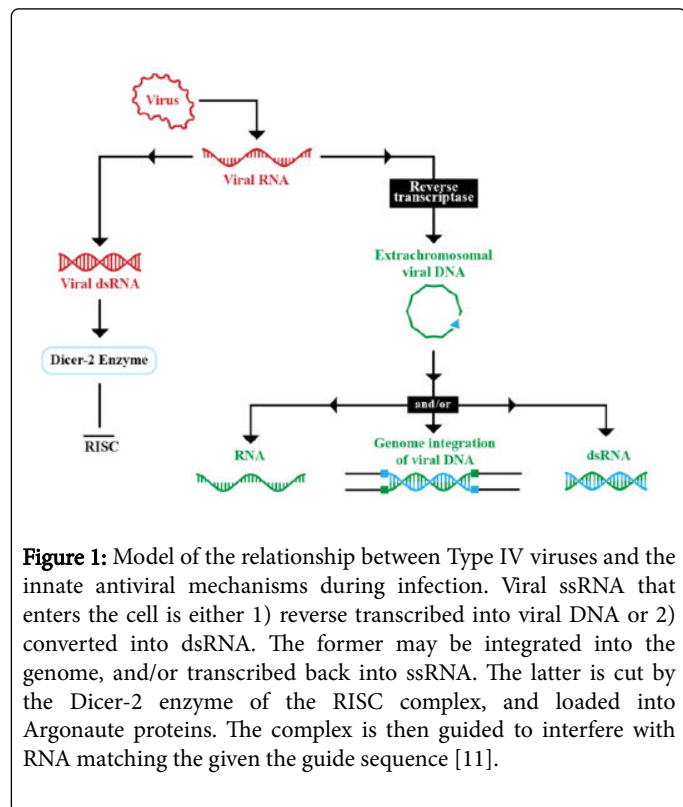 Virus
Viral RNA
Reverse
transcriptase
Extrachromosomal
viral DNA
Viral dsRNA
Dicer-2 Enzyme
RISC
and/or
RNA
Genome integration
of viral DNA
dsRNA
Figure 1: Model of the relationship between Type IV viruses and the
innate antiviral mechanisms during infection. Viral ssRNA that
enters the cell is either 1) reverse transcribed into viral DNA or 2)
converted into dsRNA. The former may be integrated into the
genome, and/or transcribed back into ssRNA. The latter is cut by
the Dicer-2 enzyme of the RISC complex, and loaded into
Argonaute proteins. The complex is then guided to interfere with
RNA matching the given the guide sequence [11].